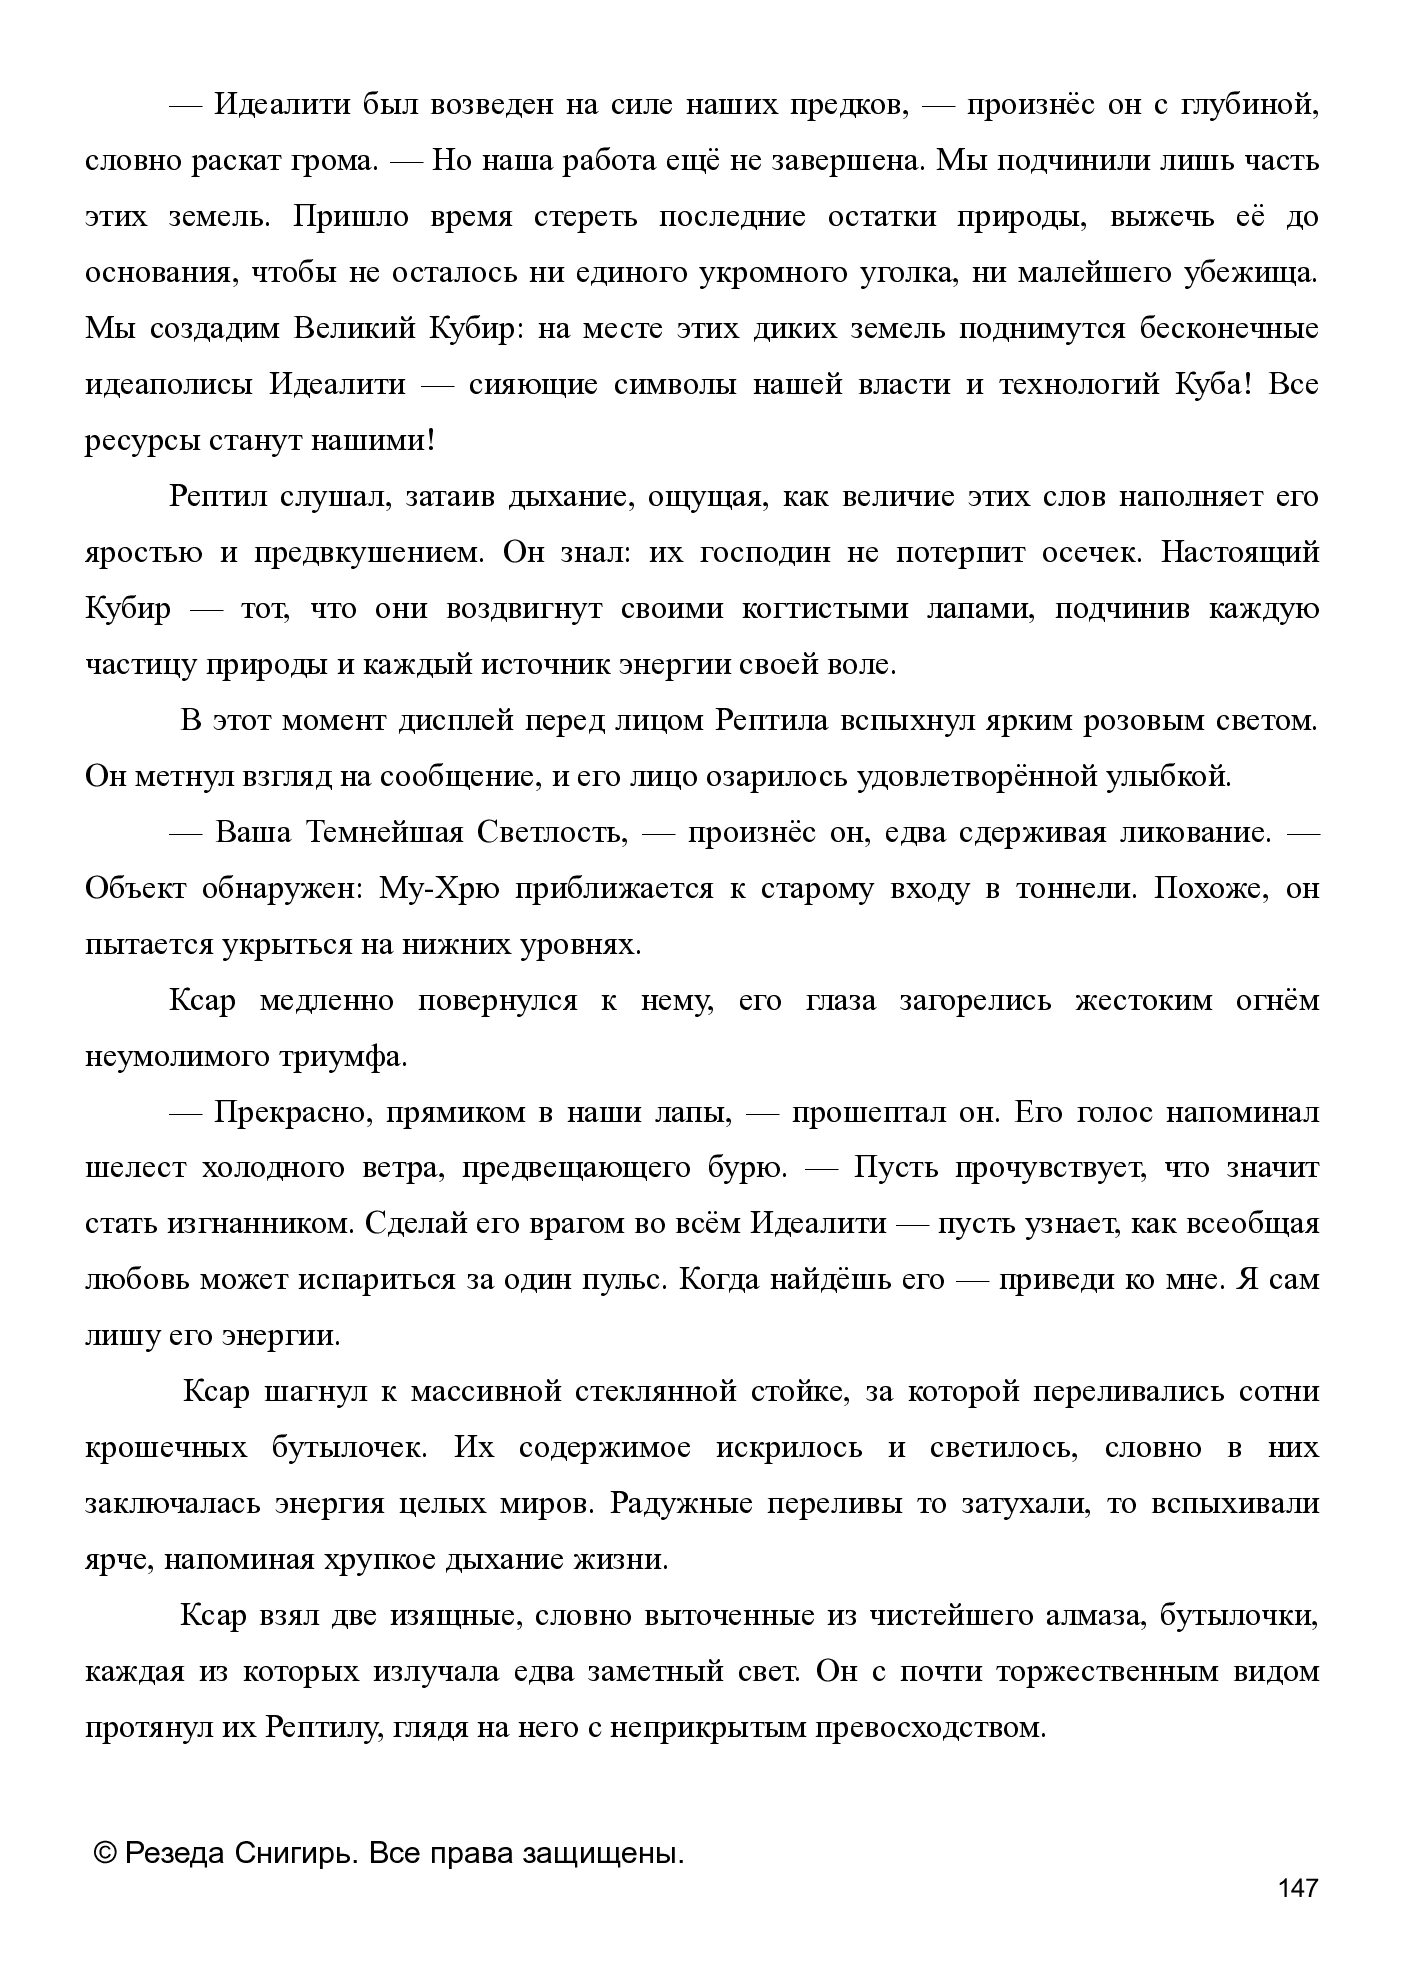 — Идеалити был возведен на силе наших предков, — произнёс он с глубиной,
словно раскат грома. — Но наша работа ещё не завершена. Мы подчинили лишь часть
этих земель. Пришло время стереть последние остатки природы, выжечь её до
основания, чтобы не осталось ни единого укромного уголка, ни малейшего убежища.
Мы создадим Великий Кубир: на месте этих диких земель поднимутся бесконечные
идеаполисы Идеалити — сияющие символы нашей власти и технологий Куба! Все
ресурсы станут нашими!
Рептил слушал, затаив дыхание, ощущая, как величие этих слов наполняет его
яростью и предвкушением. Он знал: их господин не потерпит осечек. Настоящий
Кубир — тот, что они воздвигнут своими когтистыми лапами, подчинив каждую
частицу природы и каждый источник энергии своей воле.
В этот момент дисплей перед лицом Рептила вспыхнул ярким розовым светом.
Он метнул взгляд на сообщение, и его лицо озарилось удовлетворённой улыбкой.
— Ваша Темнейшая Светлость, — произнёс он, едва сдерживая ликование. —
Объект обнаружен: Му-Хрю приближается к старому входу в тоннели. Похоже, он
пытается укрыться на нижних уровнях.
Ксар медленно повернулся к нему, его глаза загорелись жестоким огнём
неумолимого триумфа.
— Прекрасно, прямиком в наши лапы, — прошептал он. Его голос напоминал
шелест холодного ветра, предвещающего бурю. — Пусть прочувствует, что значит
стать изгнанником. Сделай его врагом во всём Идеалити — пусть узнает, как всеобщая
любовь может испариться за один пульс. Когда найдёшь его — приведи ко мне. Я сам
лишу его энергии.
Ксар шагнул к массивной стеклянной стойке, за которой переливались сотни
крошечных бутылочек. Их содержимое искрилось и светилось, словно в них
заключалась энергия целых миров. Радужные переливы то затухали, то вспыхивали
ярче, напоминая хрупкое дыхание жизни.
Ксар взял две изящные, словно выточенные из чистейшего алмаза, бутылочки,
каждая из которых излучала едва заметный свет. Он с почти торжественным видом
протянул их Рептилу, глядя на него с неприкрытым превосходством.
© Резеда Снигирь. Все права защищены.
147